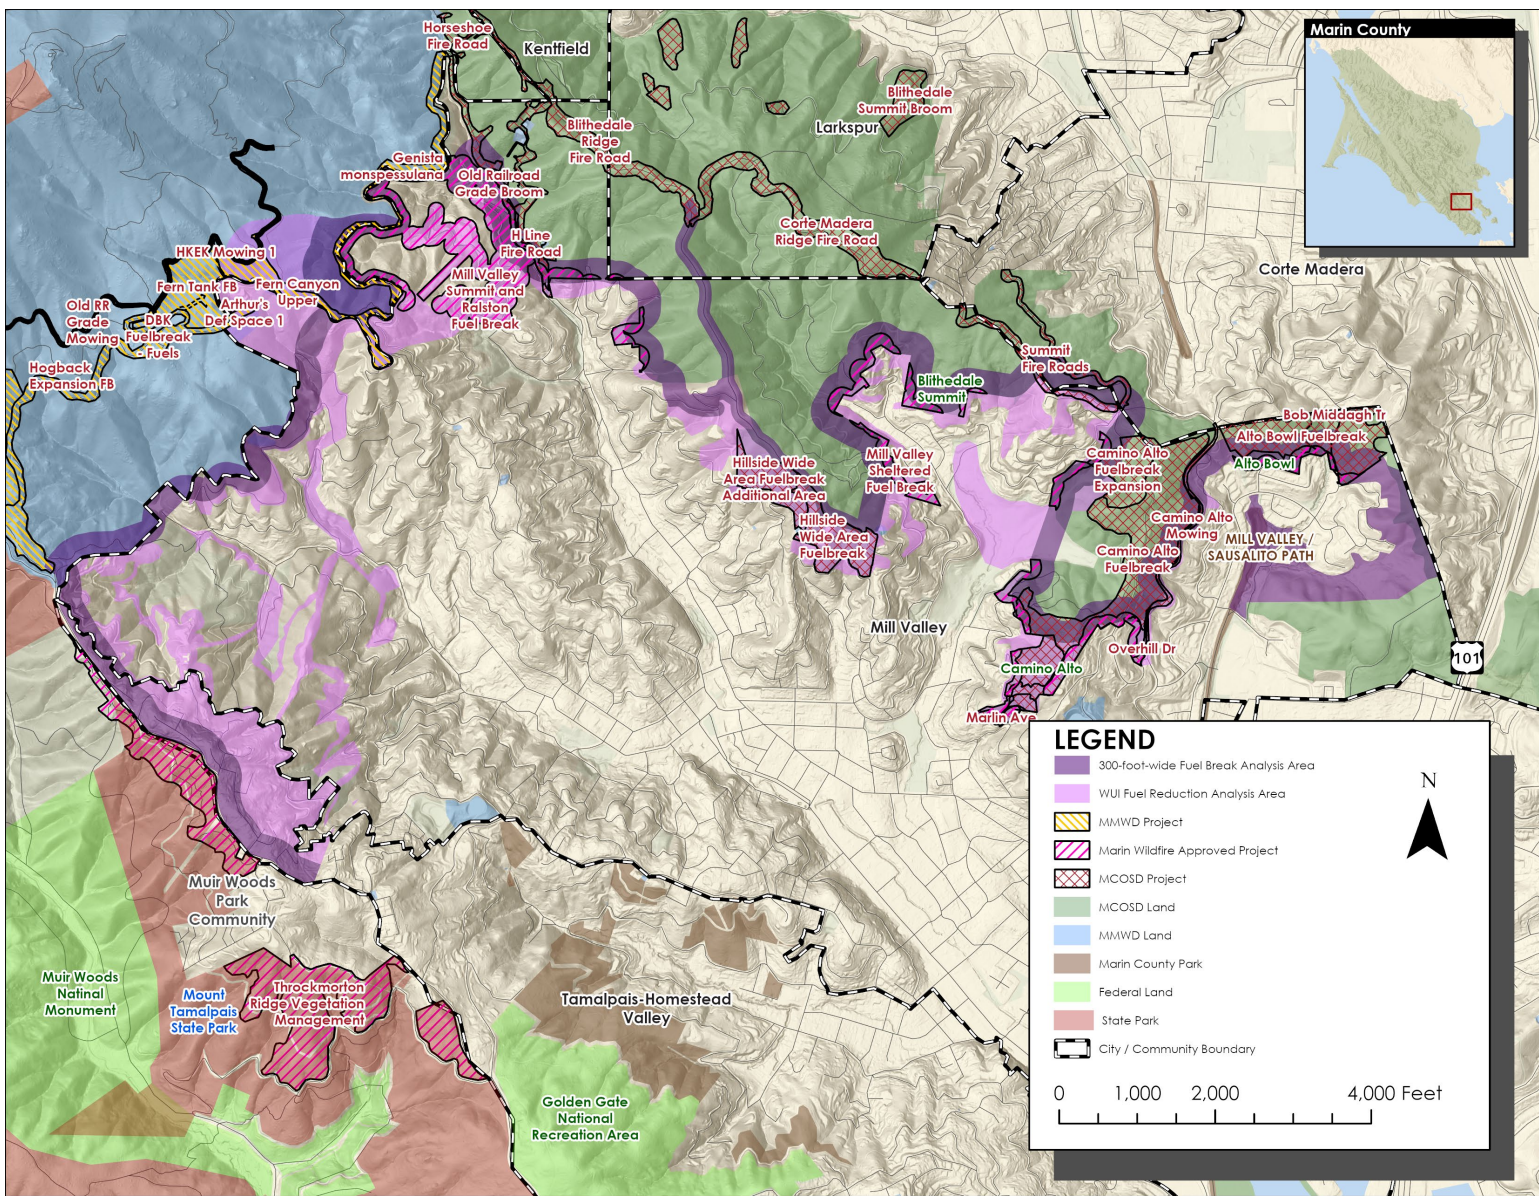 Horseshoe
Fire Road
Kentfield
Marin County
Blithedale
Summit Broom
Larkspur
Blithedale
Ridge
Fire Road
Genista
monspessulana
Old Railroad
Grade Broom
Corte Madera
Ridge Fire Road
H Line
Fire Road
HKEK Mowing 1
Corte Madera
Fern Tank FB
Fern Canyon
Upper
Mill Valley
Summit and
Ralston
Fuel Break
Old RR
Grade
Mowing
Arthur's
Def Space 1
DBK
Fuelbreak
- Fuels
Hogback
Expansion FB
Summit
Fire Roads
Blithedale
Summit
Bob Middagh Tr
Alto Bowl Fuelbreak
Alto Bowl
Camino Alto
Fuelbreak
Expansion
Mill Valley
Sheltered
Fuel Break
Hillside Wide
Area Fuelbreak
Additional Area
Hillside
Wide Area
Fuelbreak
Camino Alto
Mowing
MILL VALLEY /
SAUSALITO PATH
Camino Alto
Fuelbreak
Mill Valley
Overhill Dr
101
Camino Alto
Marlin Ave
LEGEND
300-foot-wide Fuel Break Analysis Area
WUI Fuel Reduction Analysis Area
MMWD Project
Marin Wildfire Approved Project
MCOSD Project
MCOSD Land
MMWD Land
Marin County Park
Federal Land
State Park
City / Community Boundary
N
0 1,000 2,000 4,000 Feet
Muir Woods
Park
Community
Muir Woods
Natinal
Monument
Mount
Tamalpais
State Park
Throckmorton
Ridge Vegetation
Management
Tamalpais-Homestead
Valley
Golden Gate
National
Recreation Area